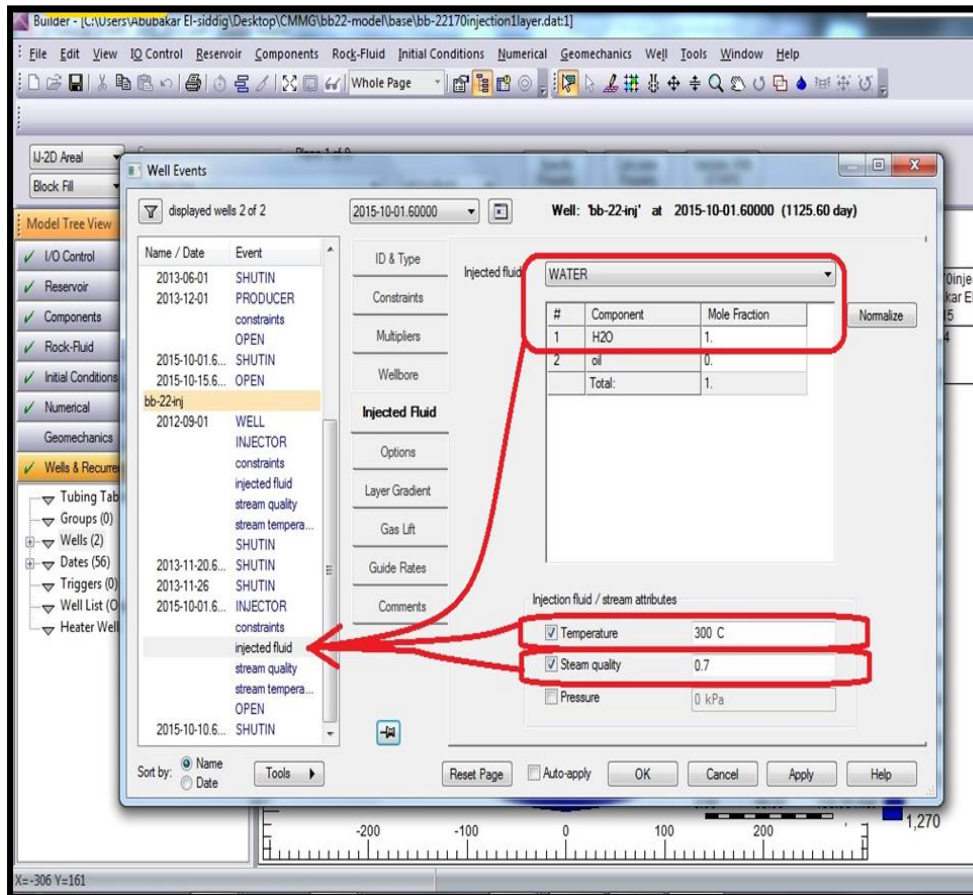 Builder - [C:\Users\Abubakar El-siddig\Desktop\CMMG\bb22-model\base\bb-22170injection1layer.dat:1]
File Edit View IO Control Reservoir Components Rock-Fluid Initial Conditions Numerical Geomechanics Well Tools Window Help
Whole Page
IJ-2D Areal
Block Fill
Well Events
displayed wells 2 of 2
2015-10-01.60000
Well: 'bb-22-inj' at 2015-10-01.60000 (1125.60 day)
Model Tree View
I/O Control
Reservoir
Components
Rock-Fluid
Initial Conditions
Numerical
Geomechanics
Wells & Recurre
Tubing Tab
Groups (0)
Wells (2)
Dates (56)
Triggers (0)
Well List (O
Heater Well
Name / Date Event
2013-06-01 SHUTIN
2013-12-01 PRODUCER
constraints
OPEN
2015-10-01.6... SHUTIN
2015-10-15.6... OPEN
bb-22-inj
2012-09-01 WELL
INJECTOR
constraints
injected fluid
stream quality
stream tempera...
SHUTIN
2013-11-20.6... SHUTIN
2013-11-26 SHUTIN
2015-10-01.6... INJECTOR
constraints
injected fluid
stream quality
stream tempera...
OPEN
2015-10-10.6... SHUTIN
Sort by: Name
Date
Tools
ID & Type
Constraints
Multipliers
Wellbore
Injected Fluid
Options
Layer Gradient
Gas Lift
Guide Rates
Comments
Injected fluid WATER
# Component Mole Fraction
1 H2O 1.
2 oil 0.
Total: 1.
Normalize
Injection fluid / stream attributes
Temperature 300 C
Steam quality 0.7
Pressure 0 kPa
Reset Page Auto-apply OK Cancel Apply Help
1,270
-200 -100 0 100 200
X=-306 Y=161